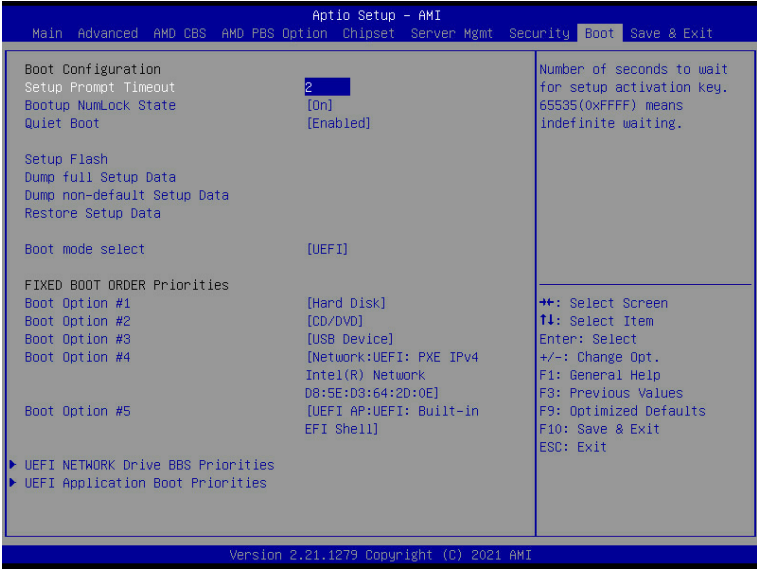 Aptio Setup - AMI
Main Advanced AMD CBS AMD PBS Option Chipset Server Mgmt Security Boot Save & Exit
Boot Configuration
Setup Prompt Timeout 2
Bootup NumLock State [On]
Quiet Boot [Enabled]
Setup Flash
Dump full Setup Data
Dump non-default Setup Data
Restore Setup Data
Boot mode select [UEFI]
FIXED BOOT ORDER Priorities
Boot Option #1 [Hard Disk]
Boot Option #2 [CD/DVD]
Boot Option #3 [USB Device]
Boot Option #4 [Network:UEFI: PXE IPv4
Intel(R) Network
D8:5E:D3:64:2D:0E]
Boot Option #5 [UEFI AP:UEFI: Built-in
EFI Shell]
UEFI NETWORK Drive BBS Priorities
UEFI Application Boot Priorities
Number of seconds to wait
for setup activation key.
65535(0xFFFF) means
indefinite waiting.
→←: Select Screen
↑↓: Select Item
Enter: Select
+/-: Change Opt.
F1: General Help
F3: Previous Values
F9: Optimized Defaults
F10: Save & Exit
ESC: Exit
Version 2.21.1279 Copyright (C) 2021 AMI